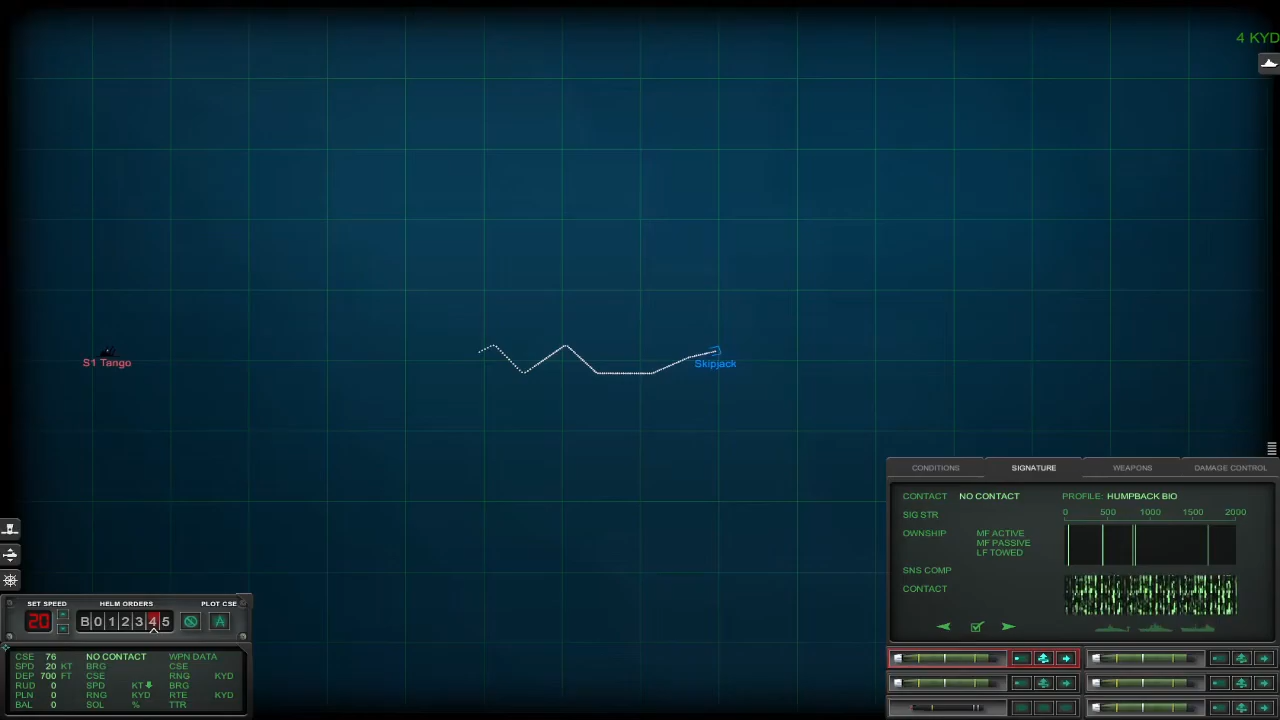 4 KYD
S1 Tango
Skipjack
CONDITIONS SIGNATURE WEAPONS DAMAGE CONTROL
CONTACT NO CONTACT PROFILE: HUMPBACK BIO
SIG STR 0 500 1000 1500 2000
OWNSHIP MF ACTIVE
MF PASSIVE
LF TOWED
SNS COMP
CONTACT
SET SPEED HELM ORDERS PLOT CSE
20 B 0 1 2 3 4 5 A
CSE 76 NO CONTACT WPN DATA
SPD 20 KT BRG CSE
DEP 700 FT CSE RNG KYD
RUD 0 SPD KT BRG
PLN 0 RNG KYD RTE KYD
BAL 0 SOL % TTR